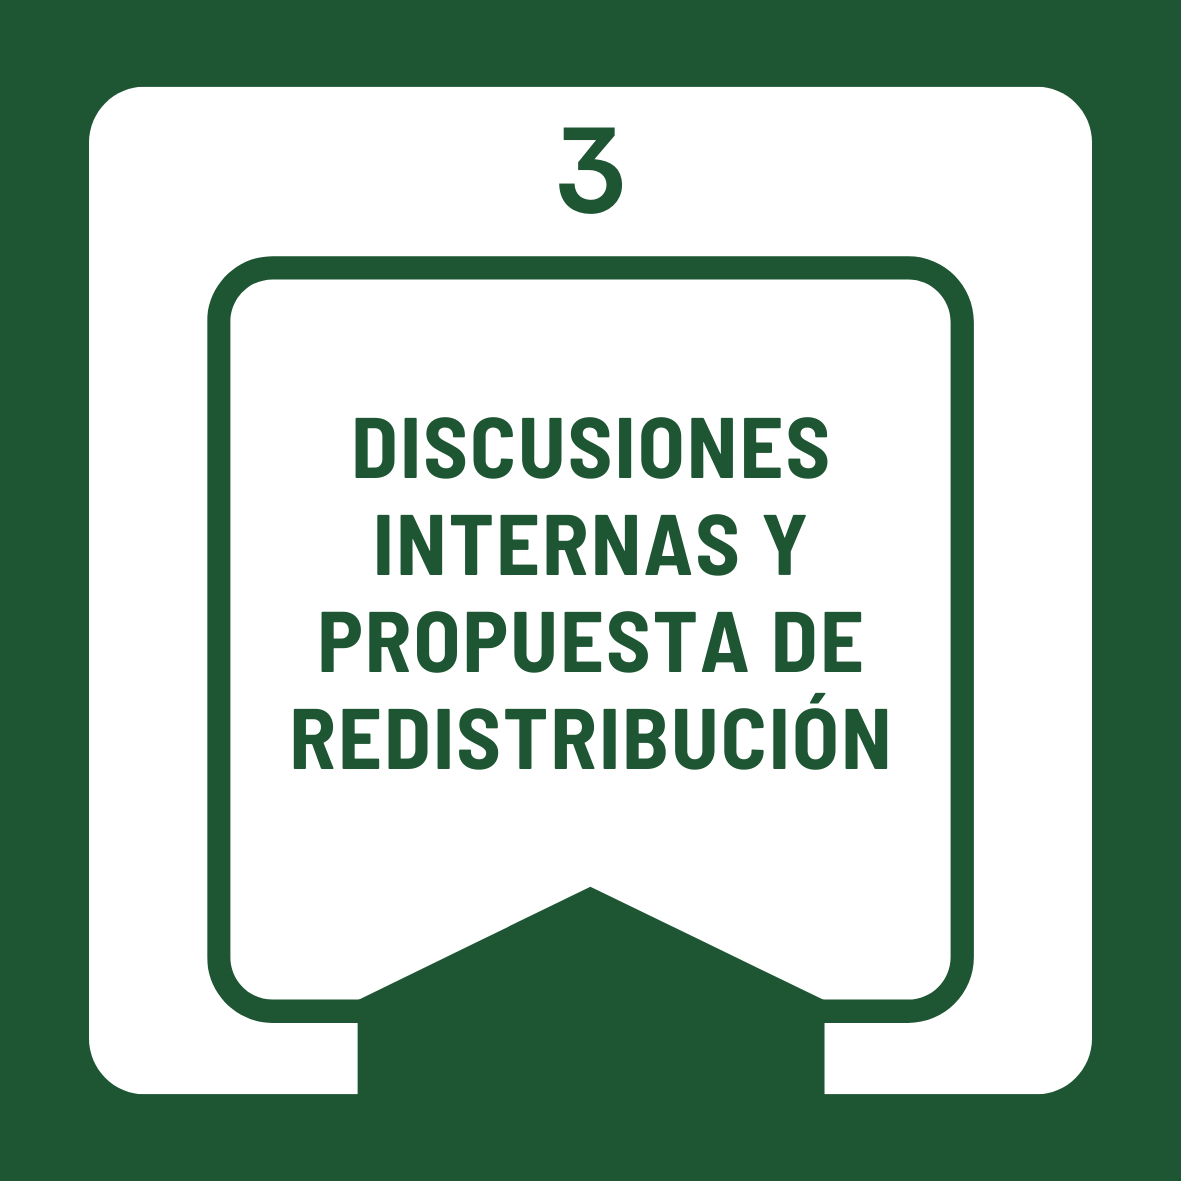 3
DISCUSIONES
INTERNAS Y
PROPUESTA DE
REDISTRIBUCIÓN